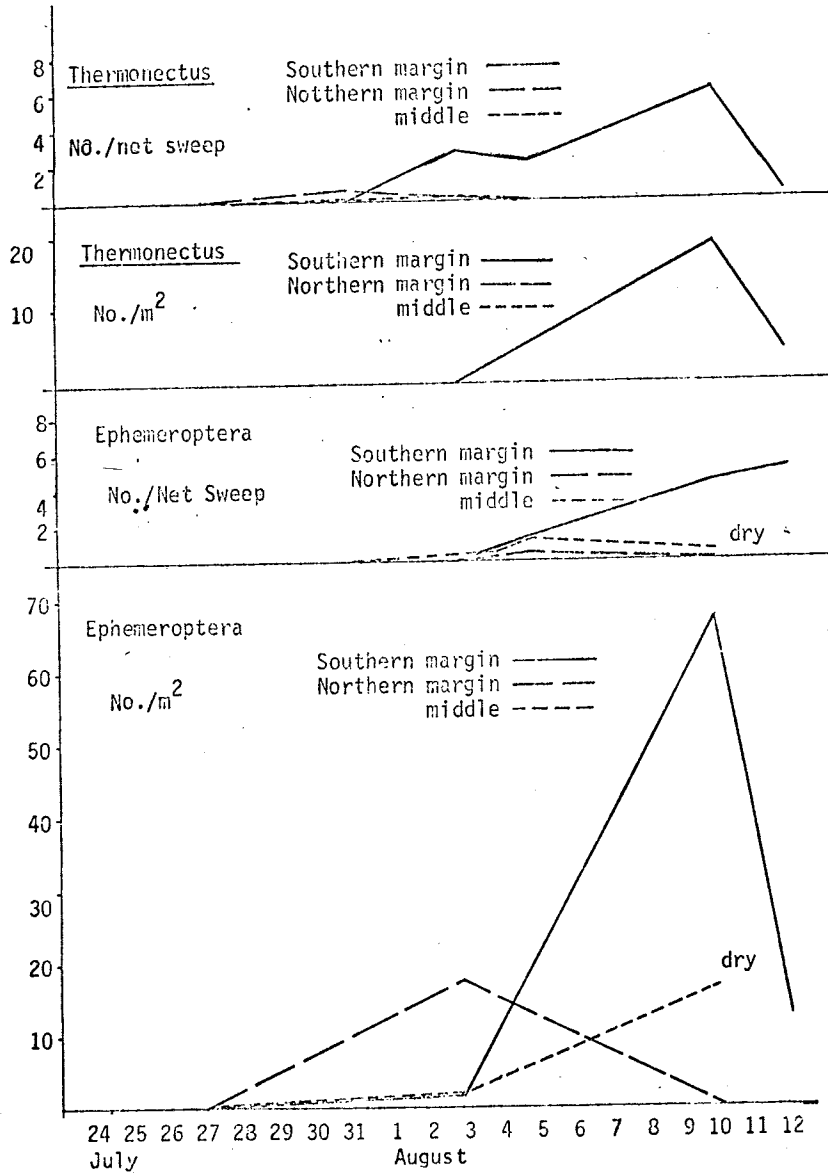 8
Thermonectus
Southern margin
6
Notthern margin
middle
4
No./net sweep
2
20
Thermonectus
Southern margin
Northern margin
No./m2
middle
10
8
Ephemeroptera
Southern margin
6
Northern margin
No./Net Sweep
middle
4
2
dry
70
Ephemeroptera
Southern margin
60
Northern margin
No./m2
middle
50
40
30
dry
20
10
24 25 26 27 28 29 30 31 1 2 3 4 5 6 7 8 9 10 11 12
July August